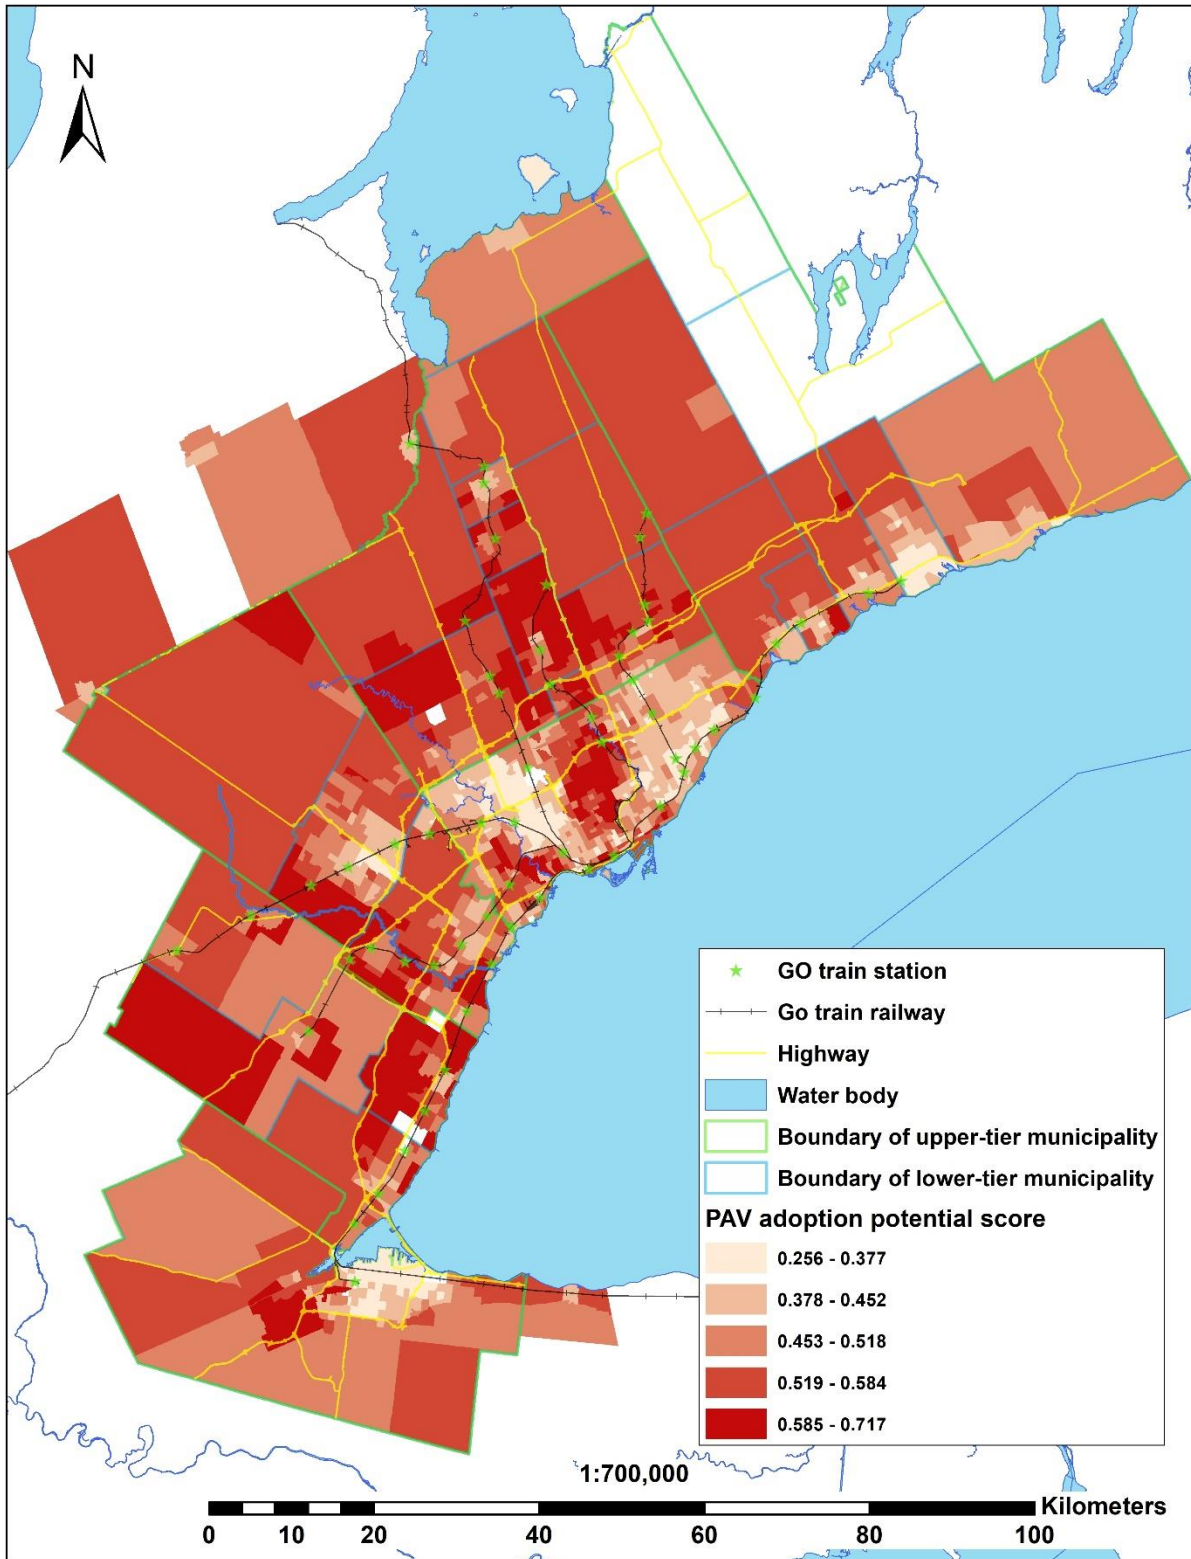 N
GO train station
Go train railway
Highway
Water body
Boundary of upper-tier municipality
Boundary of lower-tier municipality
PAV adoption potential score
0.256 - 0.377
0.378 - 0.452
0.453 - 0.518
0.519 - 0.584
0.585 - 0.717
1:700,000
Kilometers
0 10 20 40 60 80 100